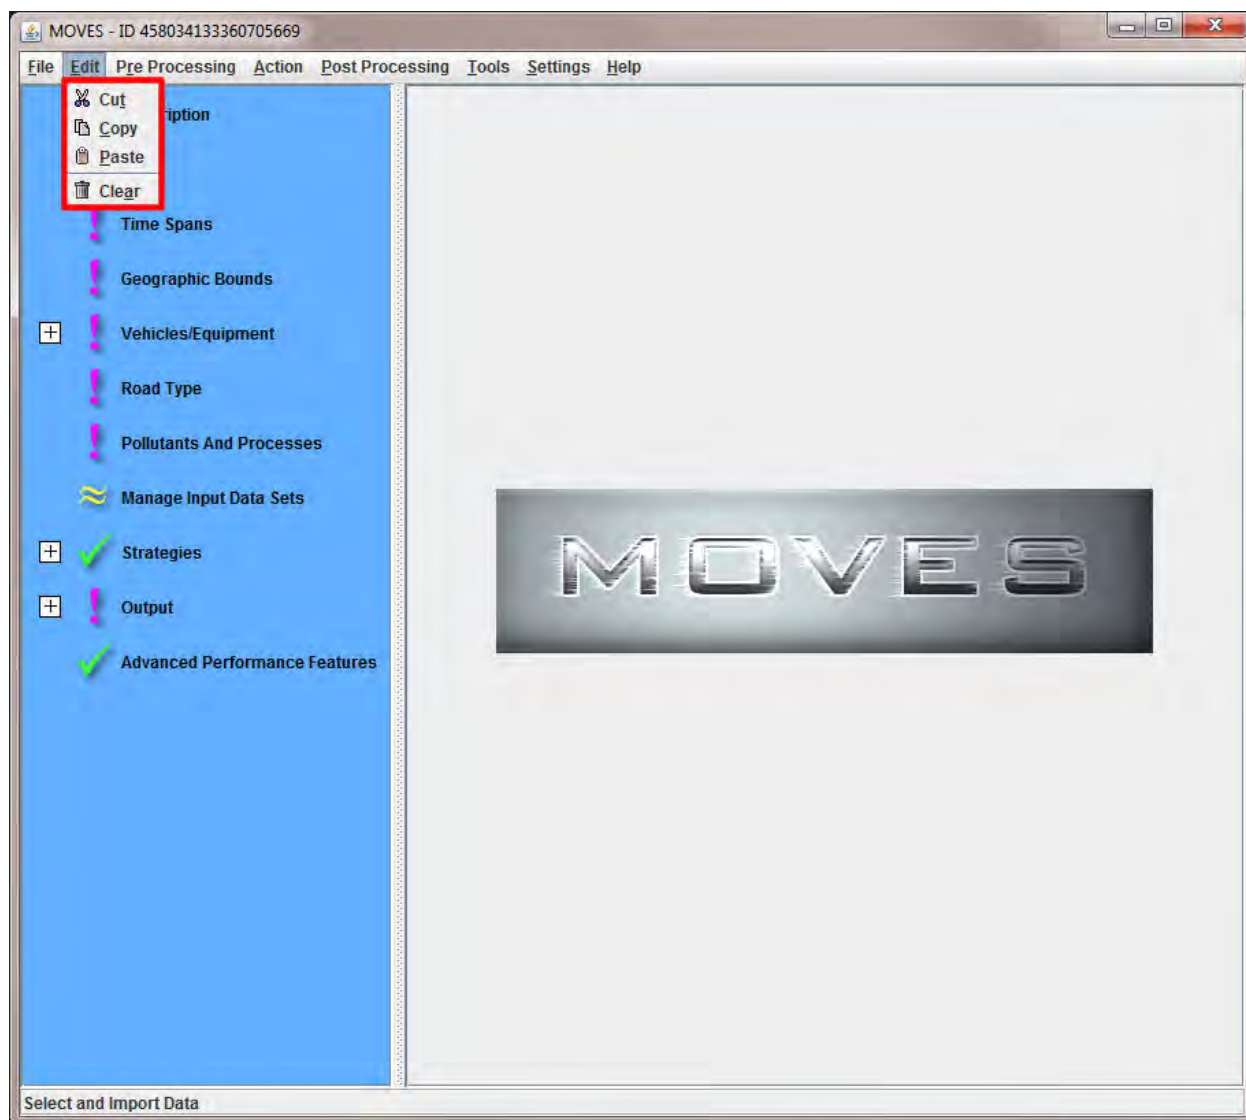 MOVES - ID 458034133360705669
File Edit Pre Processing Action Post Processing Tools Settings Help
Cut
Copy
Paste
Clear
ription
Time Spans
Geographic Bounds
Vehicles/Equipment
Road Type
Pollutants And Processes
Manage Input Data Sets
Strategies
Output
Advanced Performance Features
MOVES
Select and Import Data